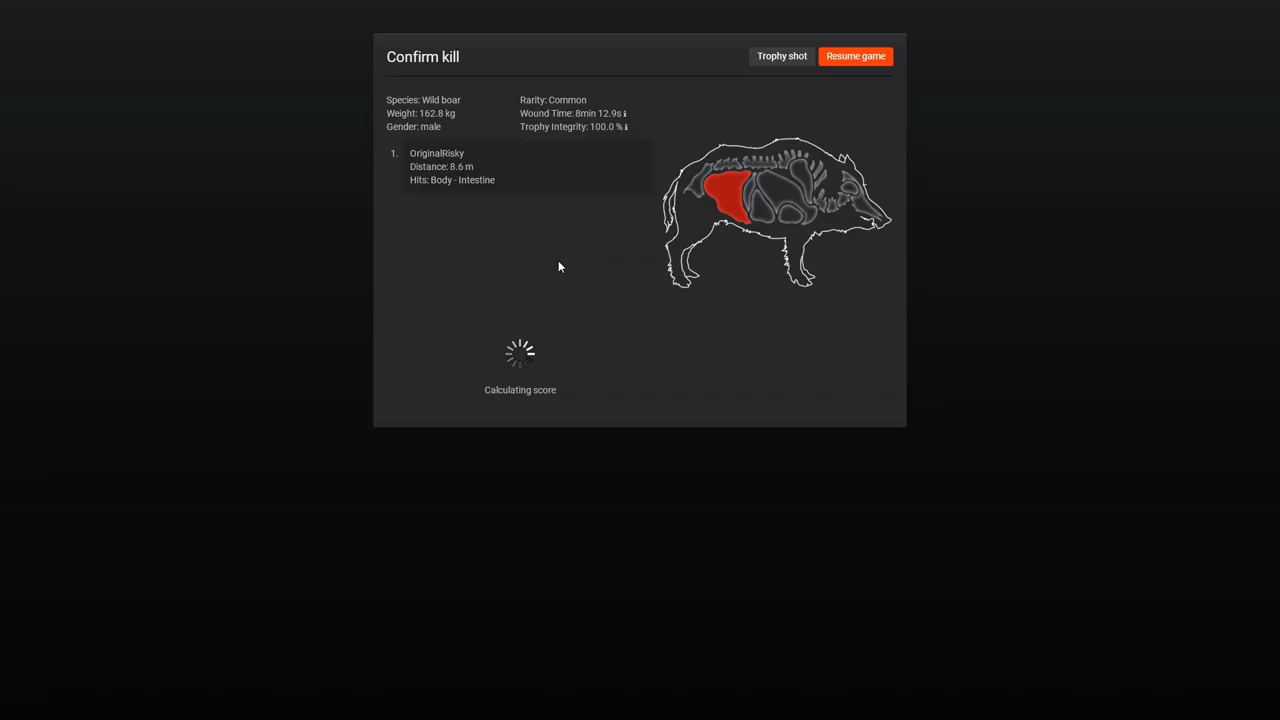 Confirm kill
Trophy shot
Resume game
Species: Wild boar
Rarity: Common
Weight: 162.8 kg
Wound Time: 8min 12.9s i
Gender: male
Trophy Integrity: 100.0 % i
1. OriginalRisky
Distance: 8.6 m
Hits: Body - Intestine
Calculating score